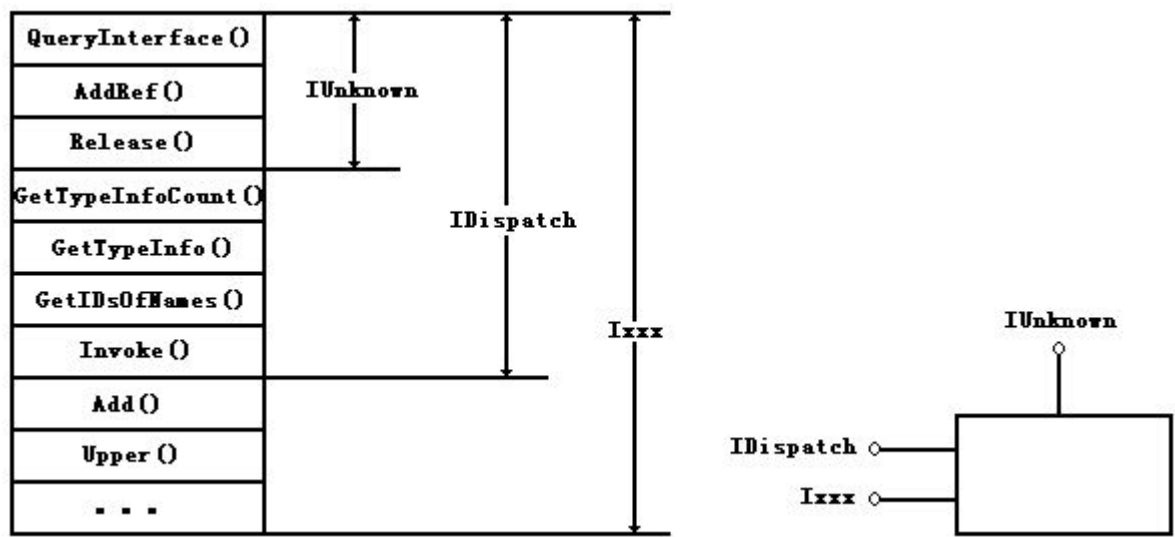 QueryInterface()
AddRef()
Release()
GetTypeInfoCount()
GetTypeInfo()
GetIDsOfNames()
Invoke()
Add()
Upper()
...
IUnknown
IDispatch
Ixxx
IUnknown
IDispatch
Ixxx